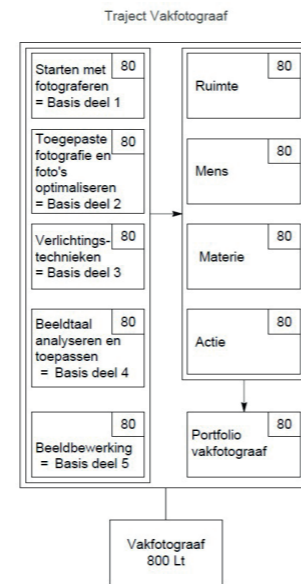 Traject Vakfotograaf
80
Starten met
fotograferen
= Basis deel 1
80
Toegepaste
fotografie en
foto's
optimaliseren
= Basis deel 2
80
Verlichtings-
technieken
= Basis deel 3
80
Beeldtaal
analyseren en
toepassen
= Basis deel 4
80
Beeldbewerking
= Basis deel 5
80
Ruimte
80
Mens
80
Materie
80
Actie
80
Portfolio
vakfotograaf
Vakfotograaf
800 Lt